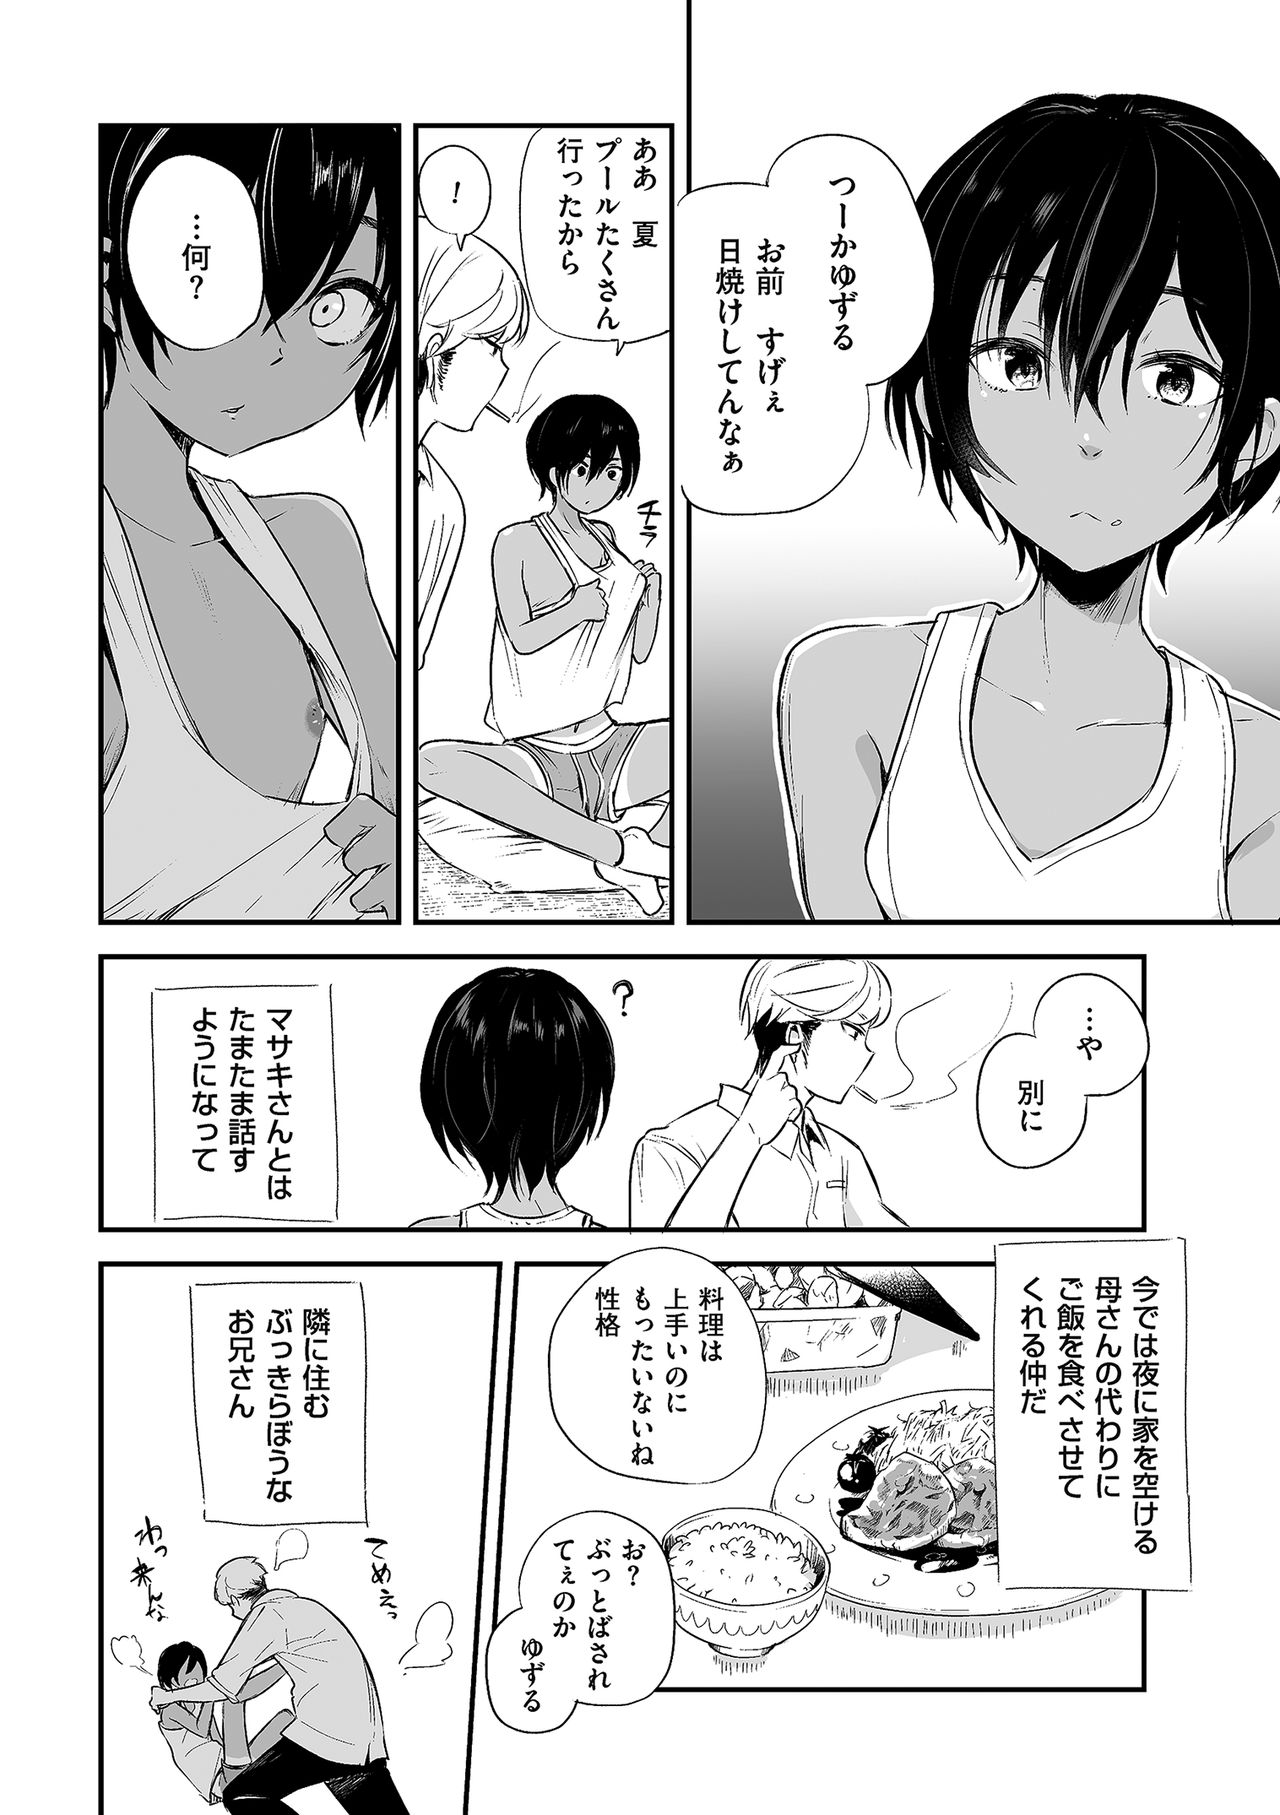 つーかゆずる
お前 すげぇ
日焼けしてんなぁ
ああ 夏
プールたくさん
行ったから
！
チラ
…何？
…や
別に
？
マサキさんとは
たまたま話す
ようになって
今では夜に家を空ける
母さんの代わりに
ご飯を食べさせて
くれる仲だ
料理は
上手いのに
もったいないね
性格
お？
ぶっとばされ
てぇのか
ゆずる
隣に住む
ぶっきらぼうな
お兄さん
てめえっ
わっ来んな